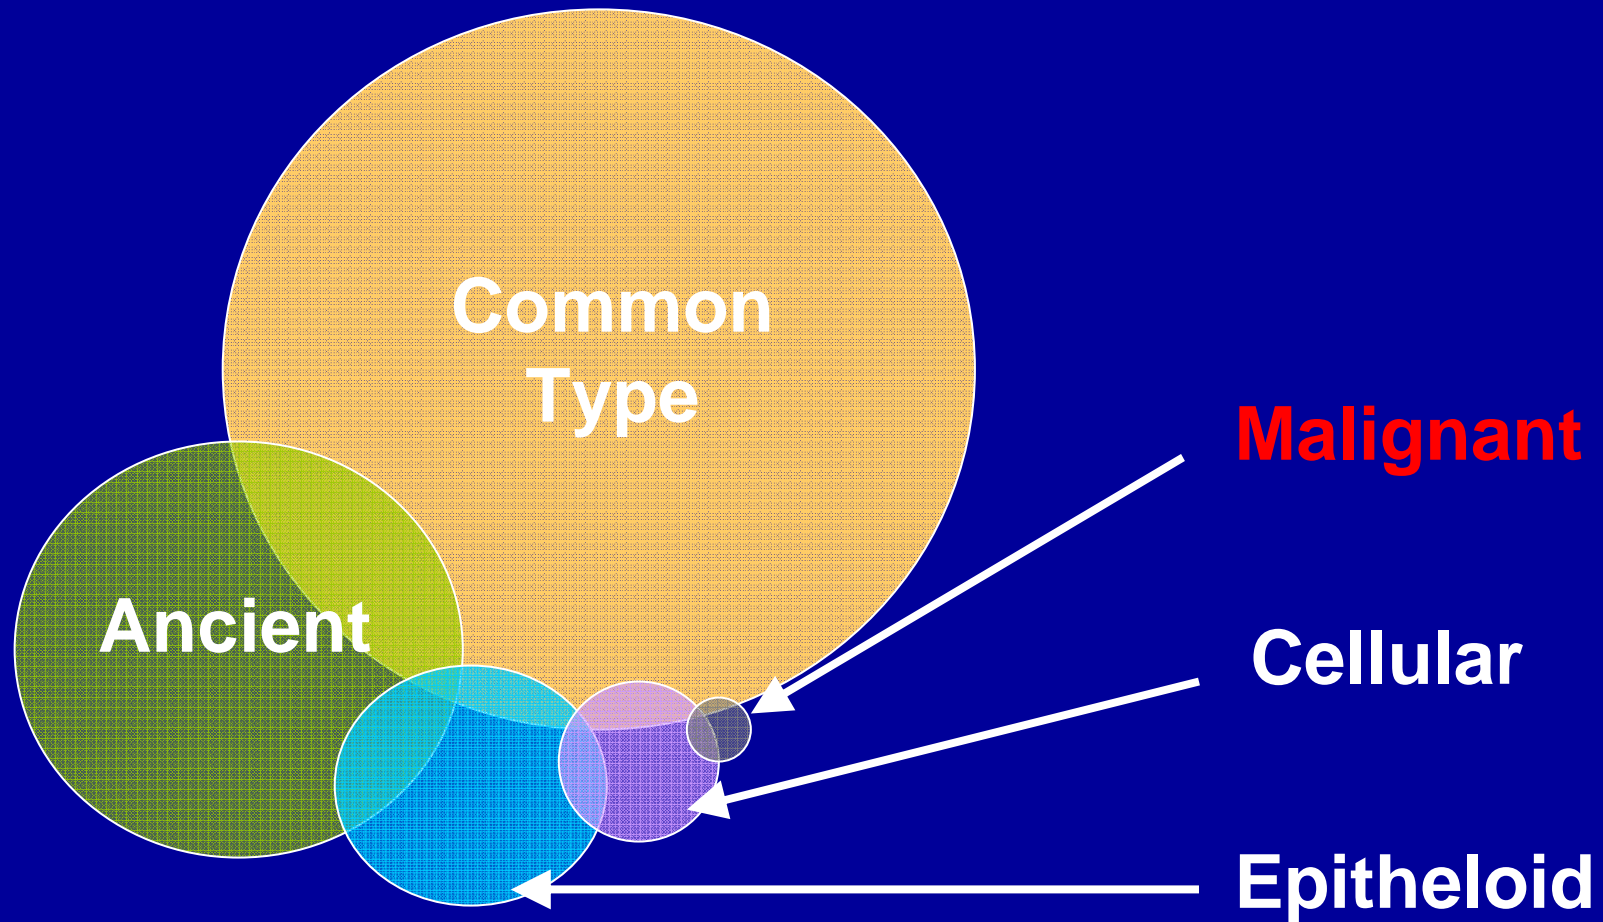 Common
Type
Malignant
Ancient
Cellular
Epitheloid